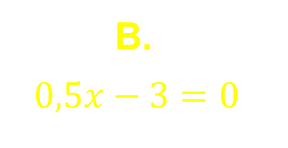 B.
0,5x − 3 = 0